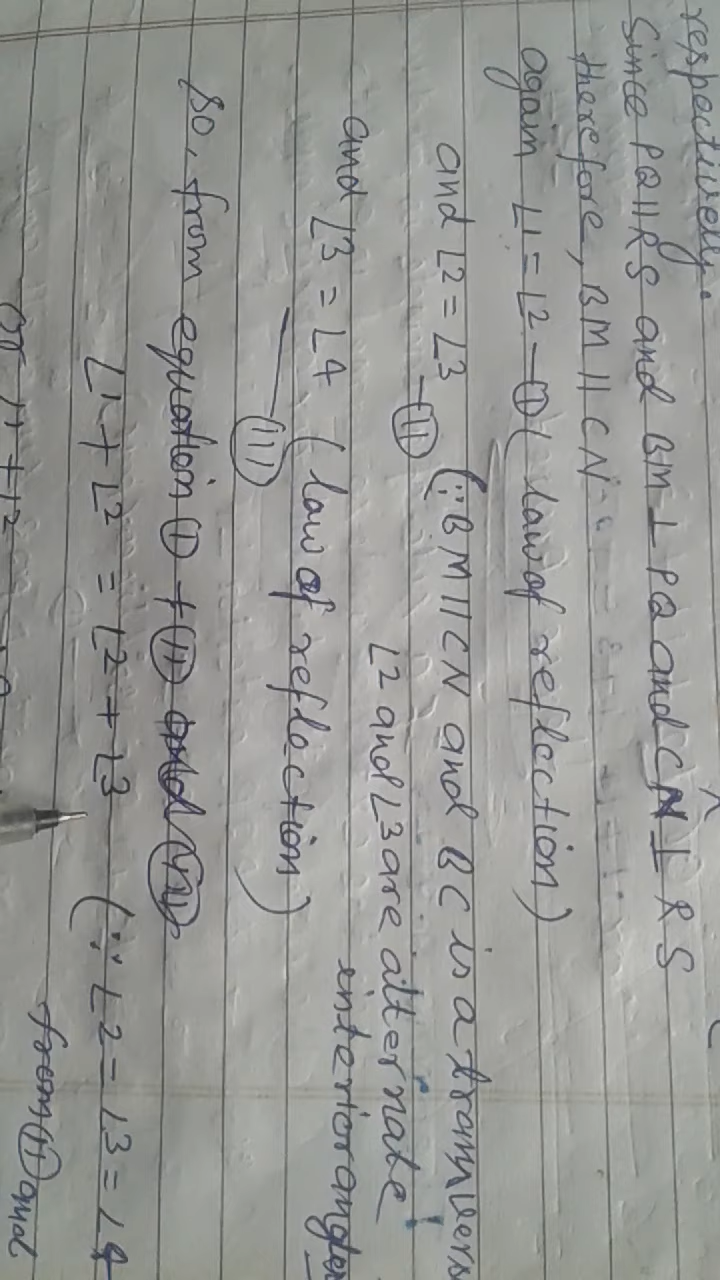 respectively.
Since PQ || RS and BM ⊥ PQ and CN ⊥ RS
therefore, BM || CN
again ∠1 = ∠2 — (I) ( law of reflection )
and ∠2 = ∠3 — (II) (∵ BM || CN and BC is a tranvers
∠2 and ∠3 are alternate
interior angles
and ∠3 = ∠4 ( law of reflection )
— (III)
so, from equation (I) + (II) and
∠1 + ∠2 = ∠2 + ∠3 ( ∵ ∠2 = ∠3 = ∠4
from (II) and